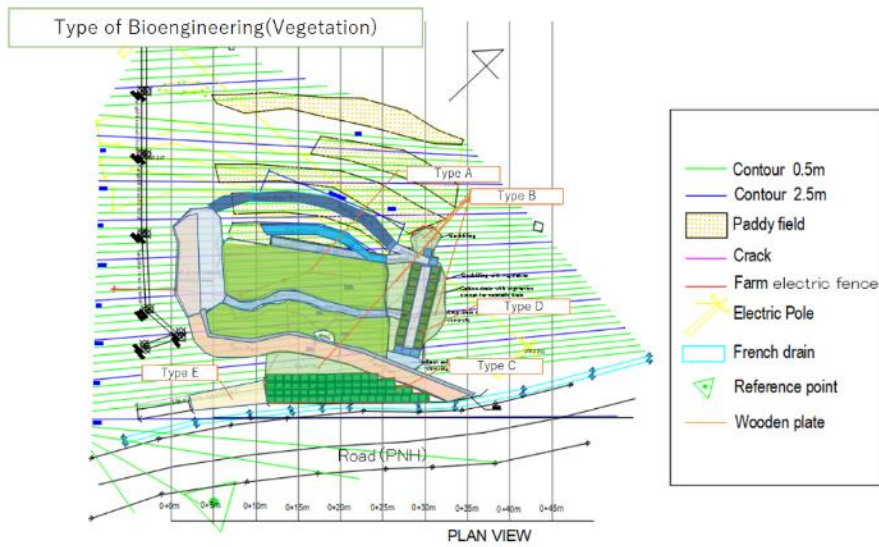 Type of Bioengineering(Vegetation)
Type A
Type B
Type D
Type C
Type E
Road (PNH)
0+0m
0+5m
0+10m
0+15m
0+20m
0+25m
0+30m
0+35m
0+40m
0+45m
PLAN VIEW
Contour 0.5m
Contour 2.5m
Paddy field
Crack
Farm electric fence
Electric Pole
French drain
Reference point
Wooden plate